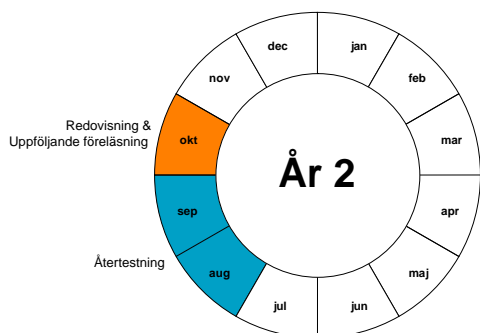 dec
jan
nov
feb
Redovisning &
Uppföljande föreläsning
okt
mar
År 2
sep
apr
Återtestning
aug
maj
jul
jun